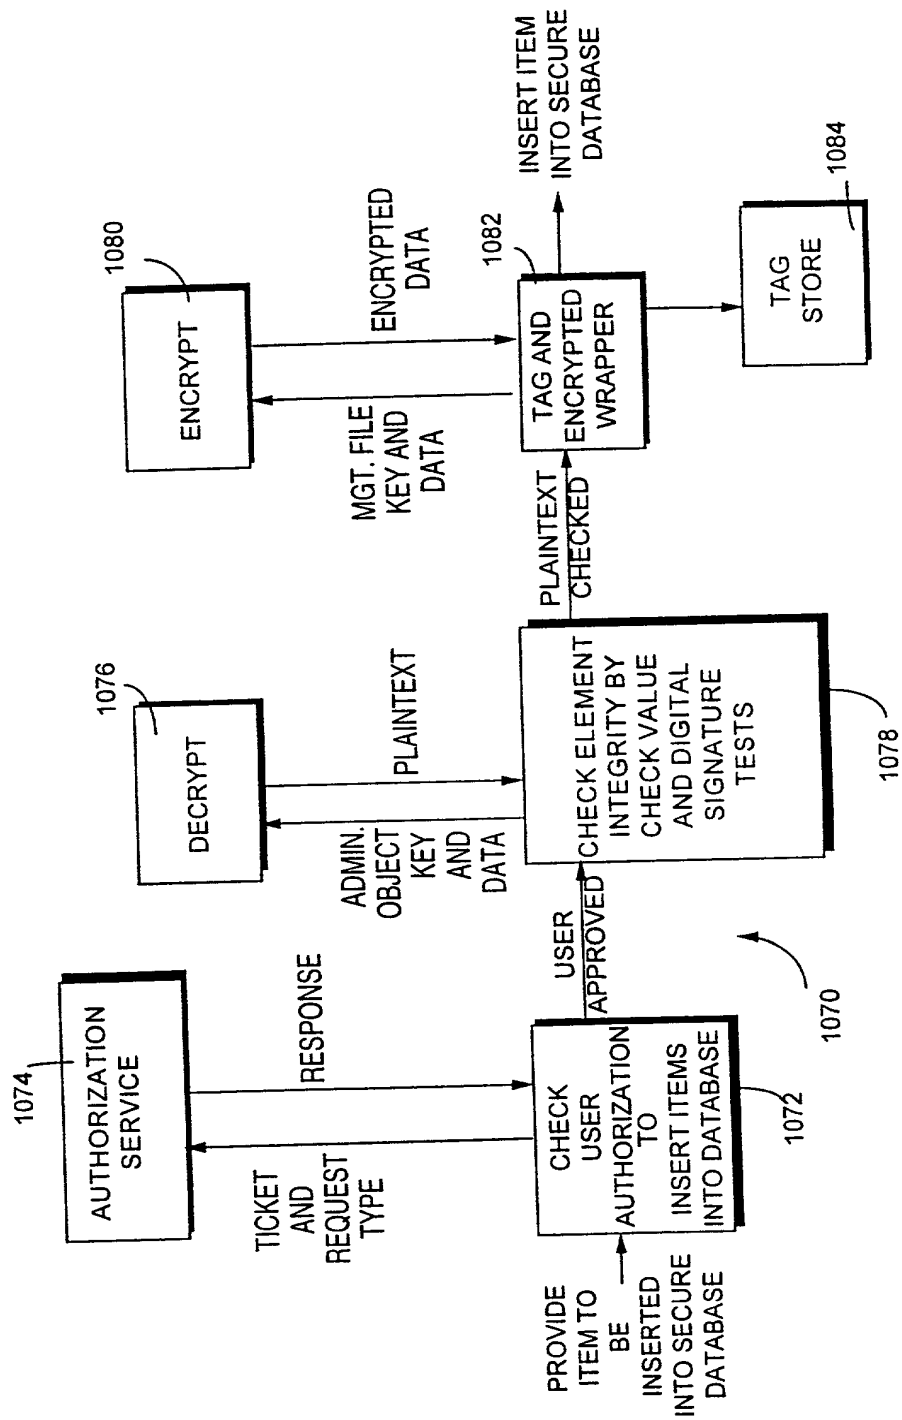 1074
AUTHORIZATION
SERVICE
TICKET
AND
REQUEST
TYPE
RESPONSE
PROVIDE
ITEM TO
BE
INSERTED
INTO SECURE
DATABASE
CHECK
USER
AUTHORIZATION
TO
INSERT ITEMS
INTO DATABASE
1072
1070
USER
APPROVED
1076
DECRYPT
ADMIN.
OBJECT
KEY
AND
DATA
PLAINTEXT
CHECK ELEMENT
INTEGRITY BY
CHECK VALUE
AND DIGITAL
SIGNATURE
TESTS
1078
PLAINTEXT
CHECKED
1080
ENCRYPT
MGT. FILE
KEY AND
DATA
ENCRYPTED
DATA
1082
TAG AND
ENCRYPTED
WRAPPER
INSERT ITEM
INTO SECURE
DATABASE
TAG
STORE
1084